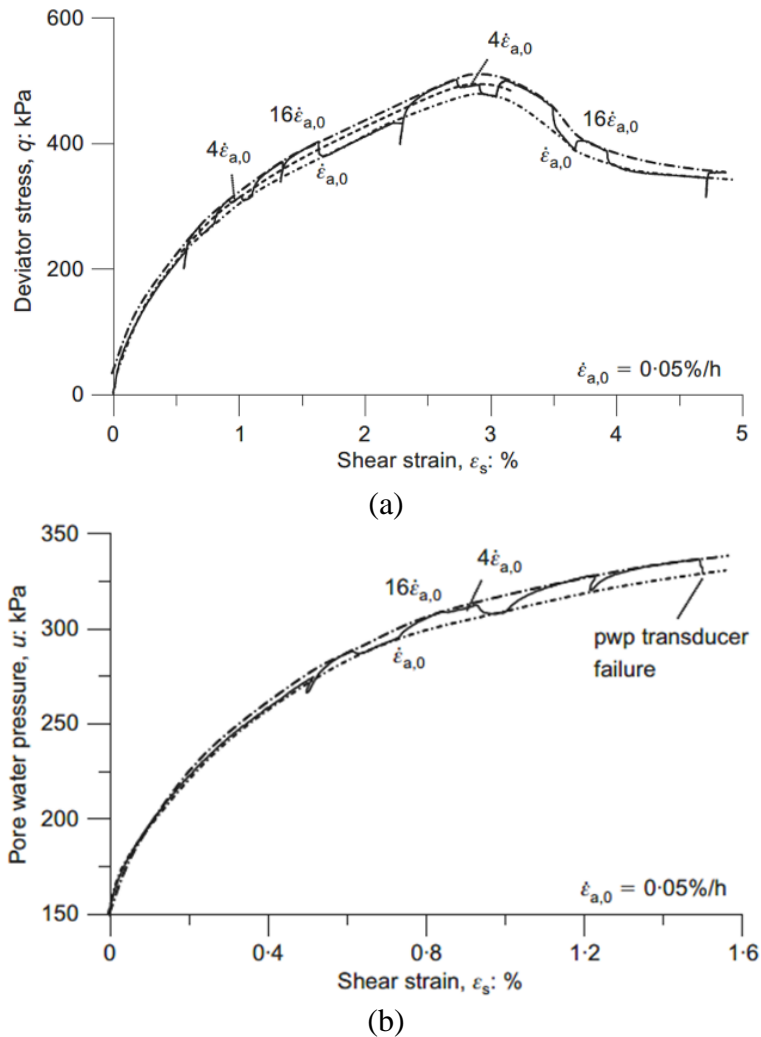 600
400
200
0
Deviator stress, q: kPa
4ε̇a,0
16ε̇a,0
4ε̇a,0
ε̇a,0
16ε̇a,0
ε̇a,0
ε̇a,0 = 0·05%/h
0 1 2 3 4 5
Shear strain, εs: %
(a)
350
300
250
200
150
Pore water pressure, u: kPa
16ε̇a,0
4ε̇a,0
ε̇a,0
pwp transducer
failure
ε̇a,0 = 0·05%/h
0 0·4 0·8 1·2 1·6
Shear strain, εs: %
(b)